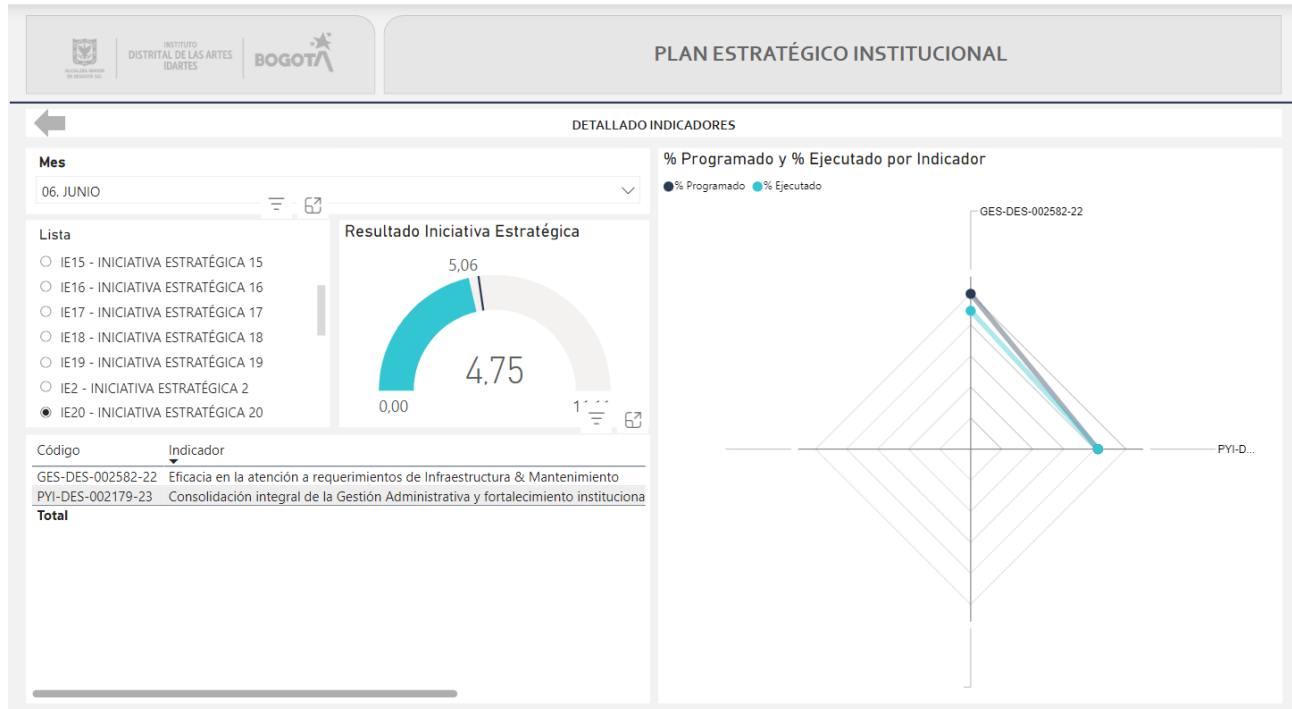 ALCALDÍA MAYOR
DE BOGOTÁ D.C.
INSTITUTO
DISTRITAL DE LAS ARTES
IDARTES
BOGOTÁ
PLAN ESTRATÉGICO INSTITUCIONAL
DETALLADO INDICADORES
Mes
06. JUNIO
Lista
IE15 - INICIATIVA ESTRATÉGICA 15
IE16 - INICIATIVA ESTRATÉGICA 16
IE17 - INICIATIVA ESTRATÉGICA 17
IE18 - INICIATIVA ESTRATÉGICA 18
IE19 - INICIATIVA ESTRATÉGICA 19
IE2 - INICIATIVA ESTRATÉGICA 2
IE20 - INICIATIVA ESTRATÉGICA 20
Resultado Iniciativa Estratégica
5,06
4,75
0,00
Código Indicador
GES-DES-002582-22 Eficacia en la atención a requerimientos de Infraestructura & Mantenimiento
PYI-DES-002179-23 Consolidación integral de la Gestión Administrativa y fortalecimiento instituciona
Total
% Programado y % Ejecutado por Indicador
% Programado % Ejecutado
GES-DES-002582-22
PYI-D...